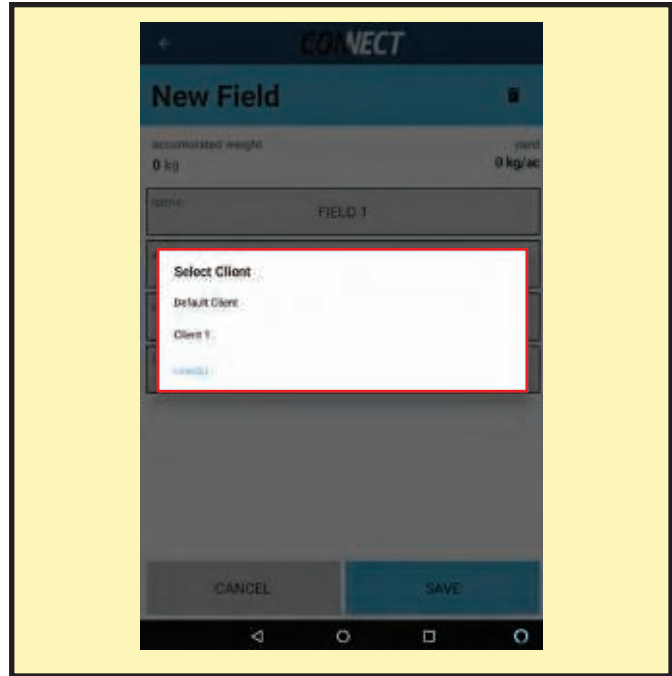 CONNECT
New Field
accumulated weight
yield
0 kg
0 kg/ac
name
FIELD 1
Select Client
Default Client
Client 1
CANCEL
SAVE